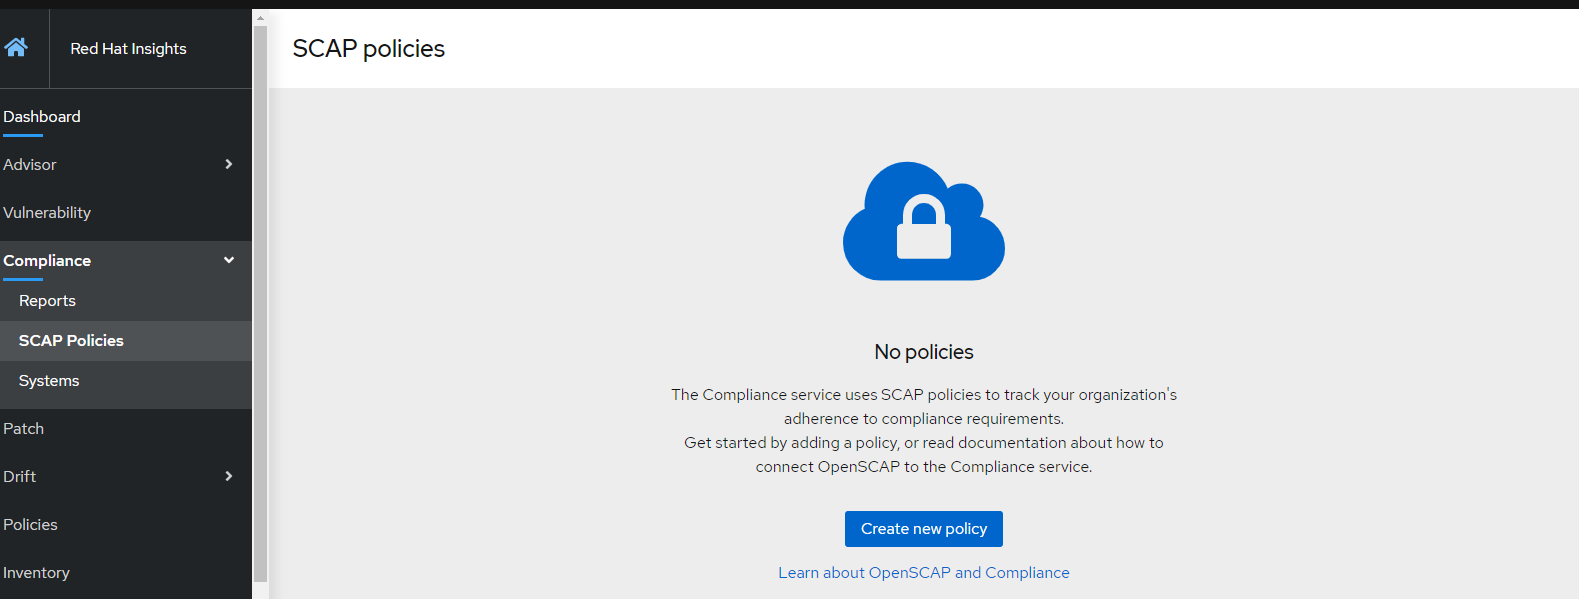 Red Hat Insights
Dashboard
Advisor
Vulnerability
Compliance
Reports
SCAP Policies
Systems
Patch
Drift
Policies
Inventory
SCAP policies
No policies
The Compliance service uses SCAP policies to track your organization's
adherence to compliance requirements.
Get started by adding a policy, or read documentation about how to
connect OpenSCAP to the Compliance service.
Create new policy
Learn about OpenSCAP and Compliance